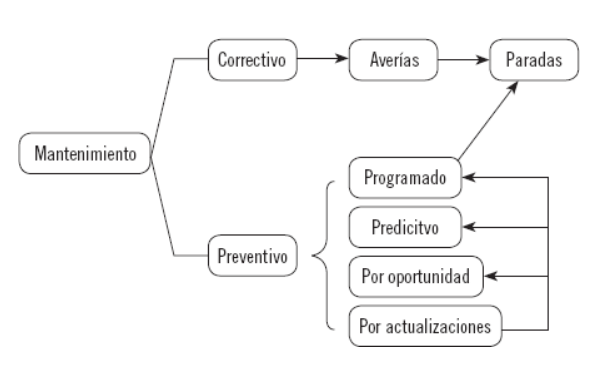 Correctivo
Averías
Paradas
Mantenimiento
Programado
Predicitvo
Preventivo
Por oportunidad
Por actualizaciones